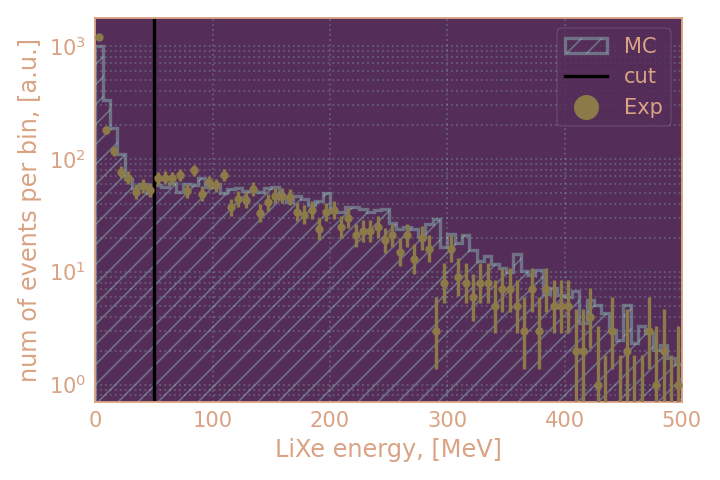 num of events per bin, [a.u.]
10³
10²
10¹
10⁰
MC
cut
Exp
0 100 200 300 400 500
LiXe energy, [MeV]